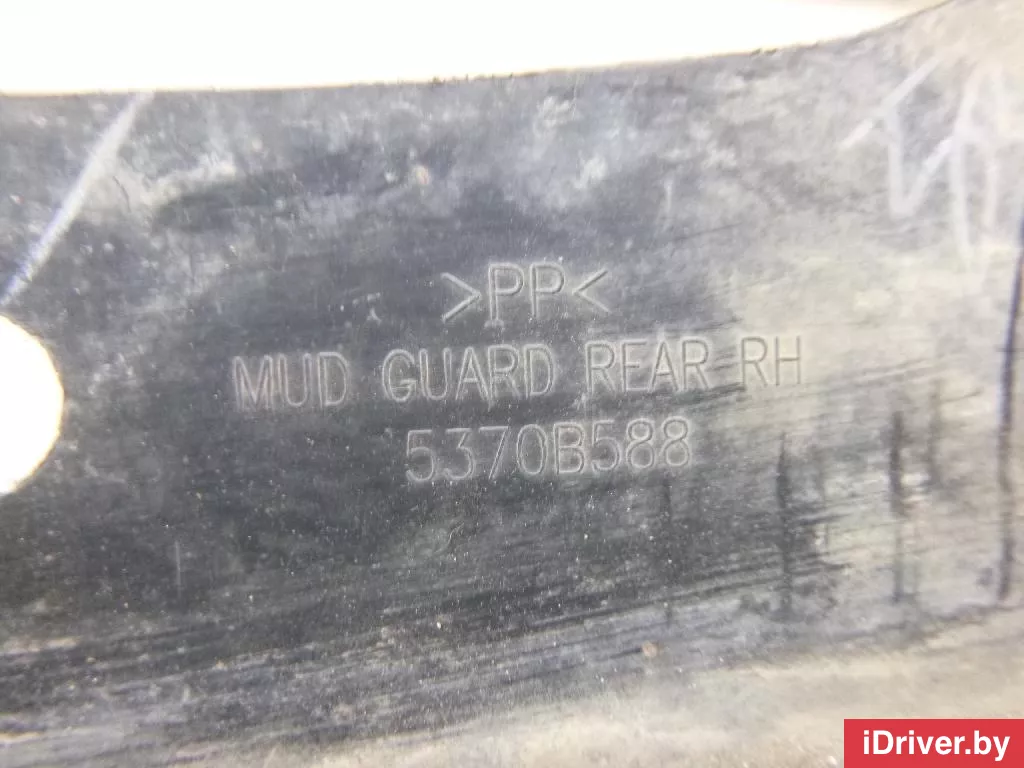 >PP<
MUD GUARD REAR-RH
5370B588
iDriver.by